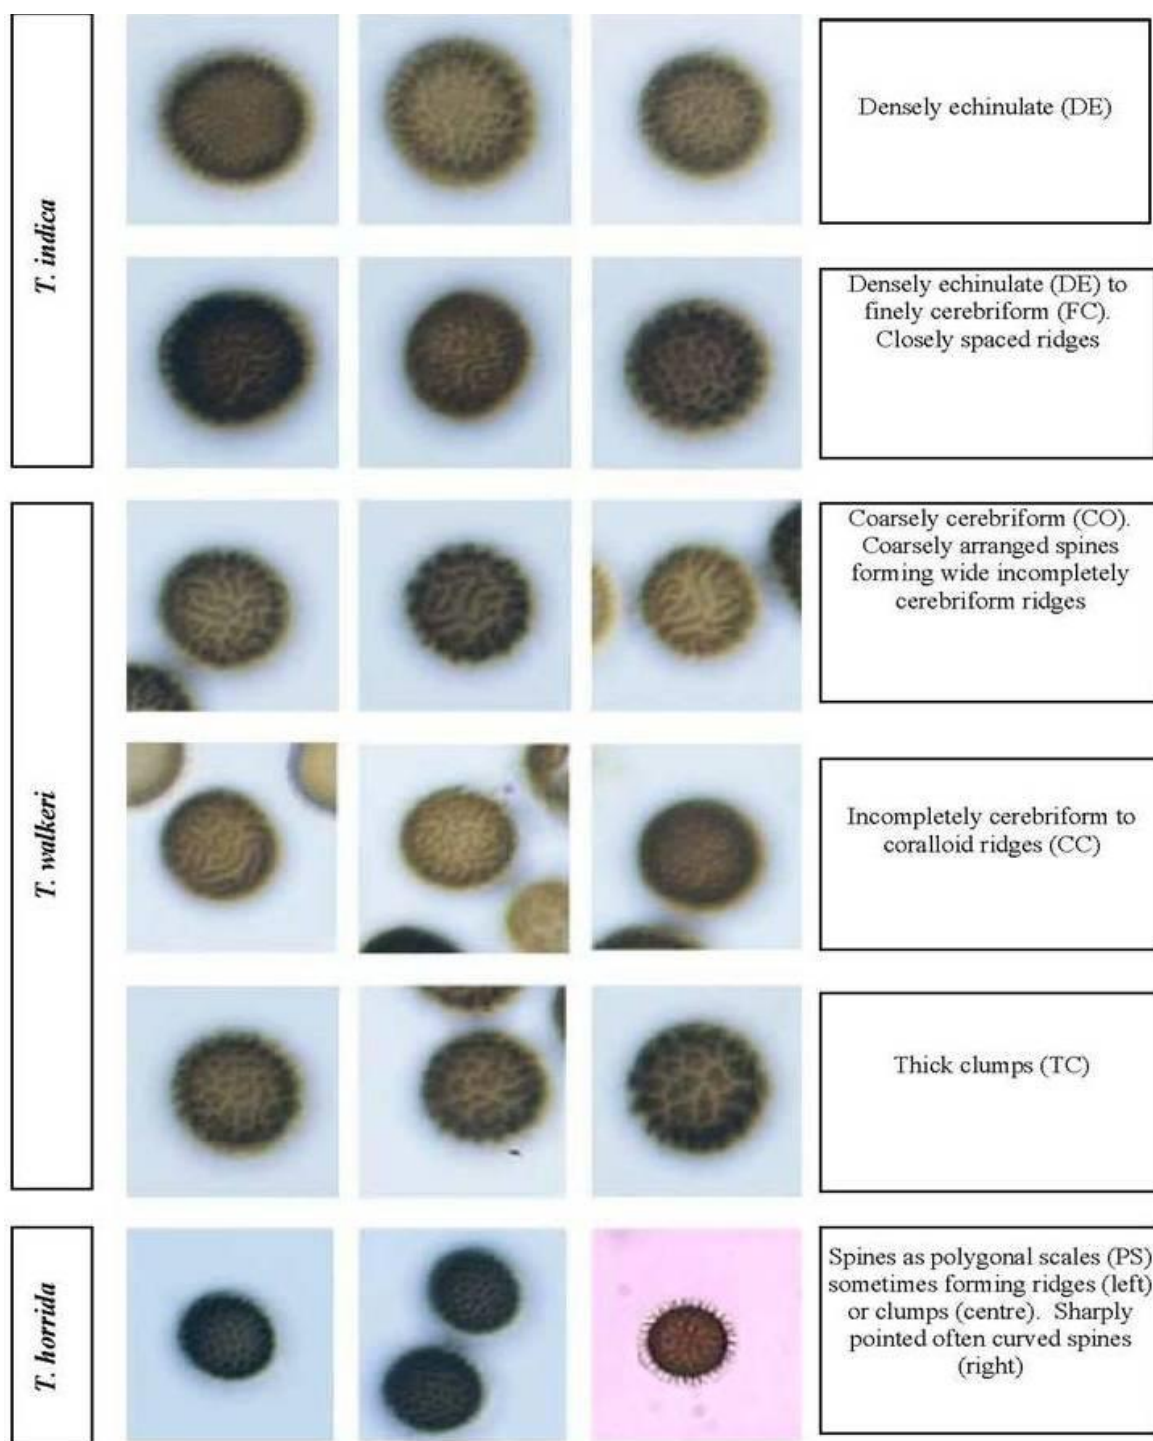 T. indica
Densely echinulate (DE)
Densely echinulate (DE) to
finely cerebriform (FC).
Closely spaced ridges
T. walkeri
Coarsely cerebriform (CO).
Coarsely arranged spines
forming wide incompletely
cerebriform ridges
Incompletely cerebriform to
coralloid ridges (CC)
Thick clumps (TC)
T. horrida
Spines as polygonal scales (PS)
sometimes forming ridges (left)
or clumps (centre). Sharply
pointed often curved spines
(right)